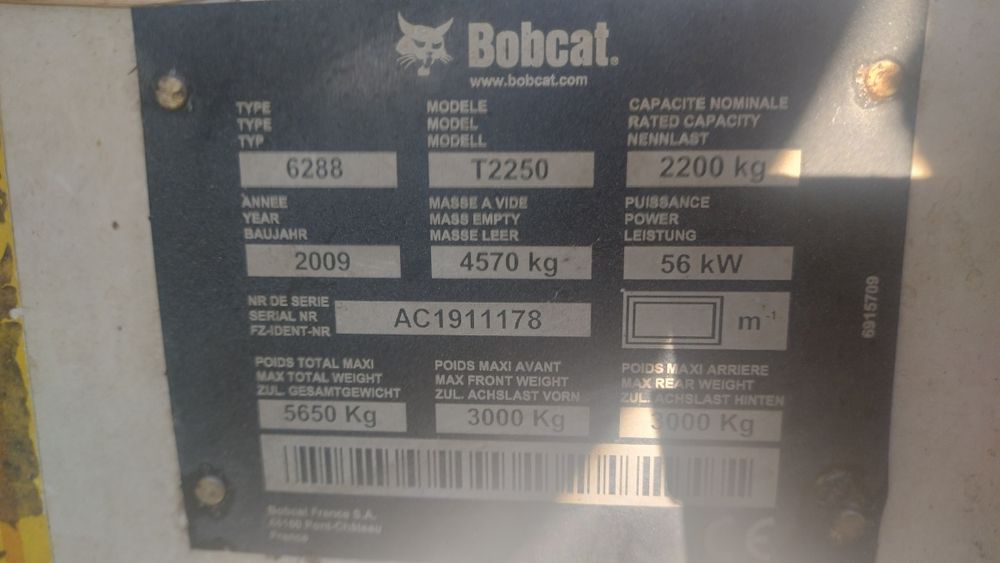 Bobcat.
www.bobcat.com
TYPE
TYPE
TYP
6288
MODELE
MODEL
MODELL
T2250
CAPACITE NOMINALE
RATED CAPACITY
NENNLAST
2200 kg
ANNEE
YEAR
BAUJAHR
2009
MASSE A VIDE
MASS EMPTY
MASSE LEER
4570 kg
PUISSANCE
POWER
LEISTUNG
56 kW
NR DE SERIE
SERIAL NR
FZ-IDENT-NR
AC1911178
m⁻¹
6915709
POIDS TOTAL MAXI
MAX TOTAL WEIGHT
ZUL. GESAMTGEWICHT
5650 Kg
POIDS MAXI AVANT
MAX FRONT WEIGHT
ZUL. ACHSLAST VORN
3000 Kg
POIDS MAXI ARRIERE
MAX REAR WEIGHT
ZUL. ACHSLAST HINTEN
3000 Kg
Bobcat France S.A.
Pont-Château
France
CE